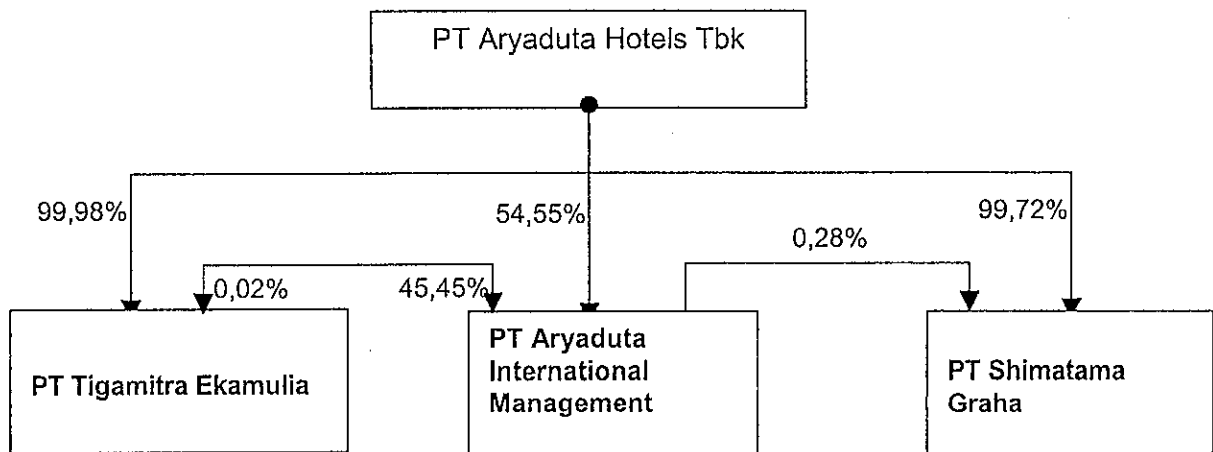 PT Aryaduta Hotels Tbk
99,98%
54,55%
99,72%
0,28%
0,02%
45,45%
PT Tigamitra Ekamulia
PT Aryaduta
International
Management
PT Shimatama
Graha